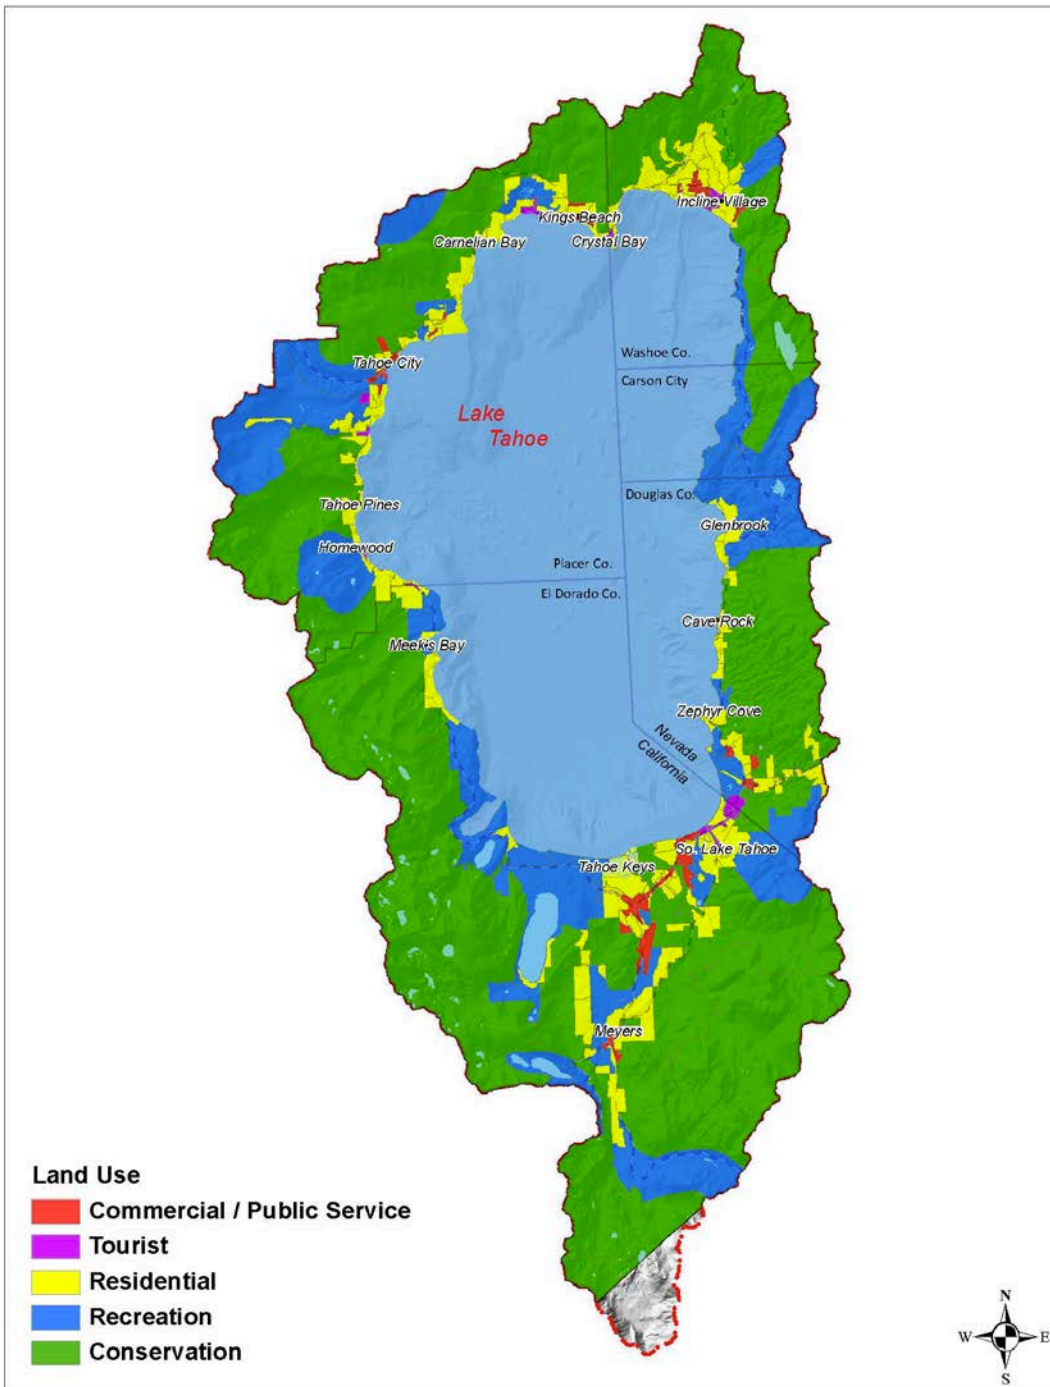 Incline Village
Kings Beach
Crystal Bay
Carnelian Bay
Washoe Co.
Tahoe City
Carson City
Lake
Tahoe
Douglas Co.
Tahoe Pines
Glenbrook
Homewood
Placer Co.
El Dorado Co.
Cave Rock
Meek's Bay
Zephyr Cove
Nevada
California
So. Lake Tahoe
Tahoe Keys
Meyers
Land Use
Commercial / Public Service
Tourist
Residential
Recreation
Conservation
N
W E
S